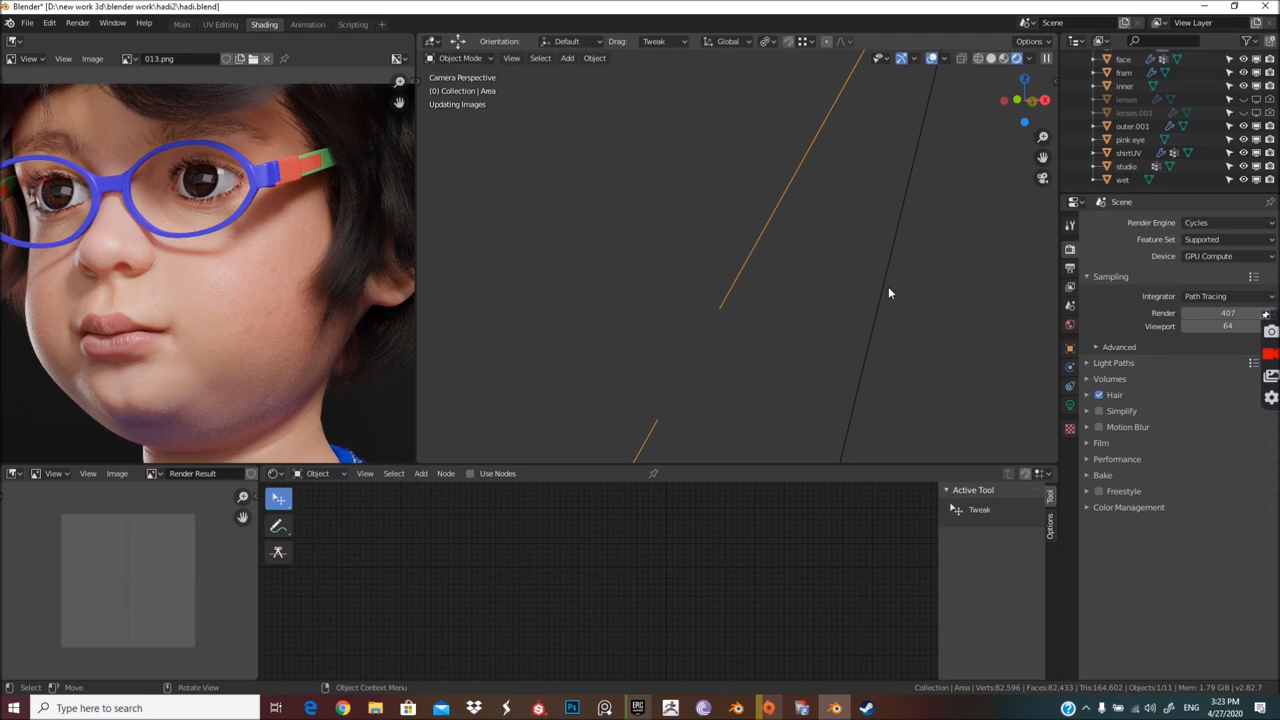 Blender* [D:\new work 3d\blender work\hadi2\hadi.blend]
File Edit Render Window Help Main UV Editing Shading Animation Scripting Scene View Layer
Orientation: Default Drag: Tweak Global Options
View View Image 013.png Object Mode View Select Add Object
Camera Perspective
(0) Collection | Area
Updating Images
face
fram
inner
lenses
lenses.001
outer.001
pink eye
shirtUV
studio
wet
Scene
Render Engine Cycles
Feature Set Supported
Device GPU Compute
Sampling
Integrator Path Tracing
Render 407
Viewport 64
Advanced
Light Paths
Volumes
Hair
Simplify
Motion Blur
Film
Performance
Bake
Freestyle
Color Management
View View Image Render Result Object View Select Add Node Use Nodes
Active Tool
Tweak
Tool
Options
Select Move Rotate View Object Context Menu Collection | Area | Verts:82,596 | Faces:82,433 | Tris:164,602 | Objects:1/11 | Mem: 1.79 GiB | v2.82.7
Type here to search
3:23 PM
4/27/2020